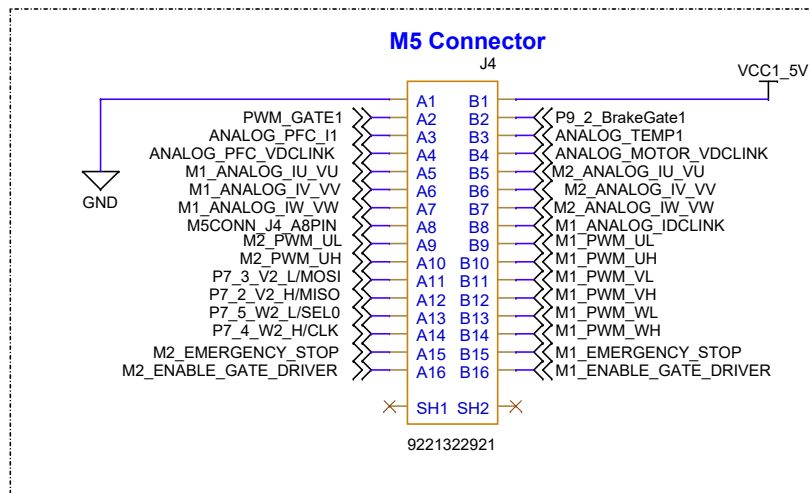 M5 Connector
J4
VCC1_5V
A1 B1
PWM_GATE1 A2 B2 P9_2_BrakeGate1
ANALOG_PFC_I1 A3 B3 ANALOG_TEMP1
ANALOG_PFC_VDCLINK A4 B4 ANALOG_MOTOR_VDCLINK
M1_ANALOG_IU_VU A5 B5 M2_ANALOG_IU_VU
M1_ANALOG_IV_VV A6 B6 M2_ANALOG_IV_VV
M1_ANALOG_IW_VW A7 B7 M2_ANALOG_IW_VW
M5CONN_J4_A8PIN A8 B8 M1_ANALOG_IDCLINK
M2_PWM_UL A9 B9 M1_PWM_UL
M2_PWM_UH A10 B10 M1_PWM_UH
P7_3_V2_L/MOSI A11 B11 M1_PWM_VL
P7_2_V2_H/MISO A12 B12 M1_PWM_VH
P7_5_W2_L/SEL0 A13 B13 M1_PWM_WL
P7_4_W2_H/CLK A14 B14 M1_PWM_WH
M2_EMERGENCY_STOP A15 B15 M1_EMERGENCY_STOP
M2_ENABLE_GATE_DRIVER A16 B16 M1_ENABLE_GATE_DRIVER
GND
SH1 SH2
9221322921